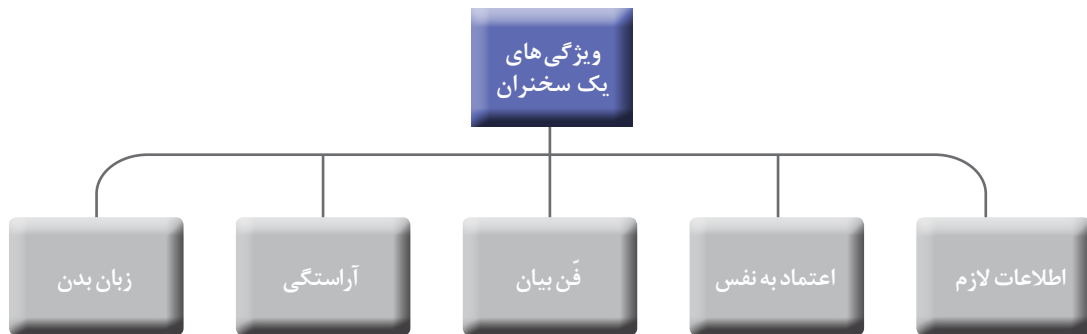 ویژگی‌های
یک سخنران
اطلاعات لازم
اعتماد به نفس
فّن بیان
آراستگی
زبان بدن